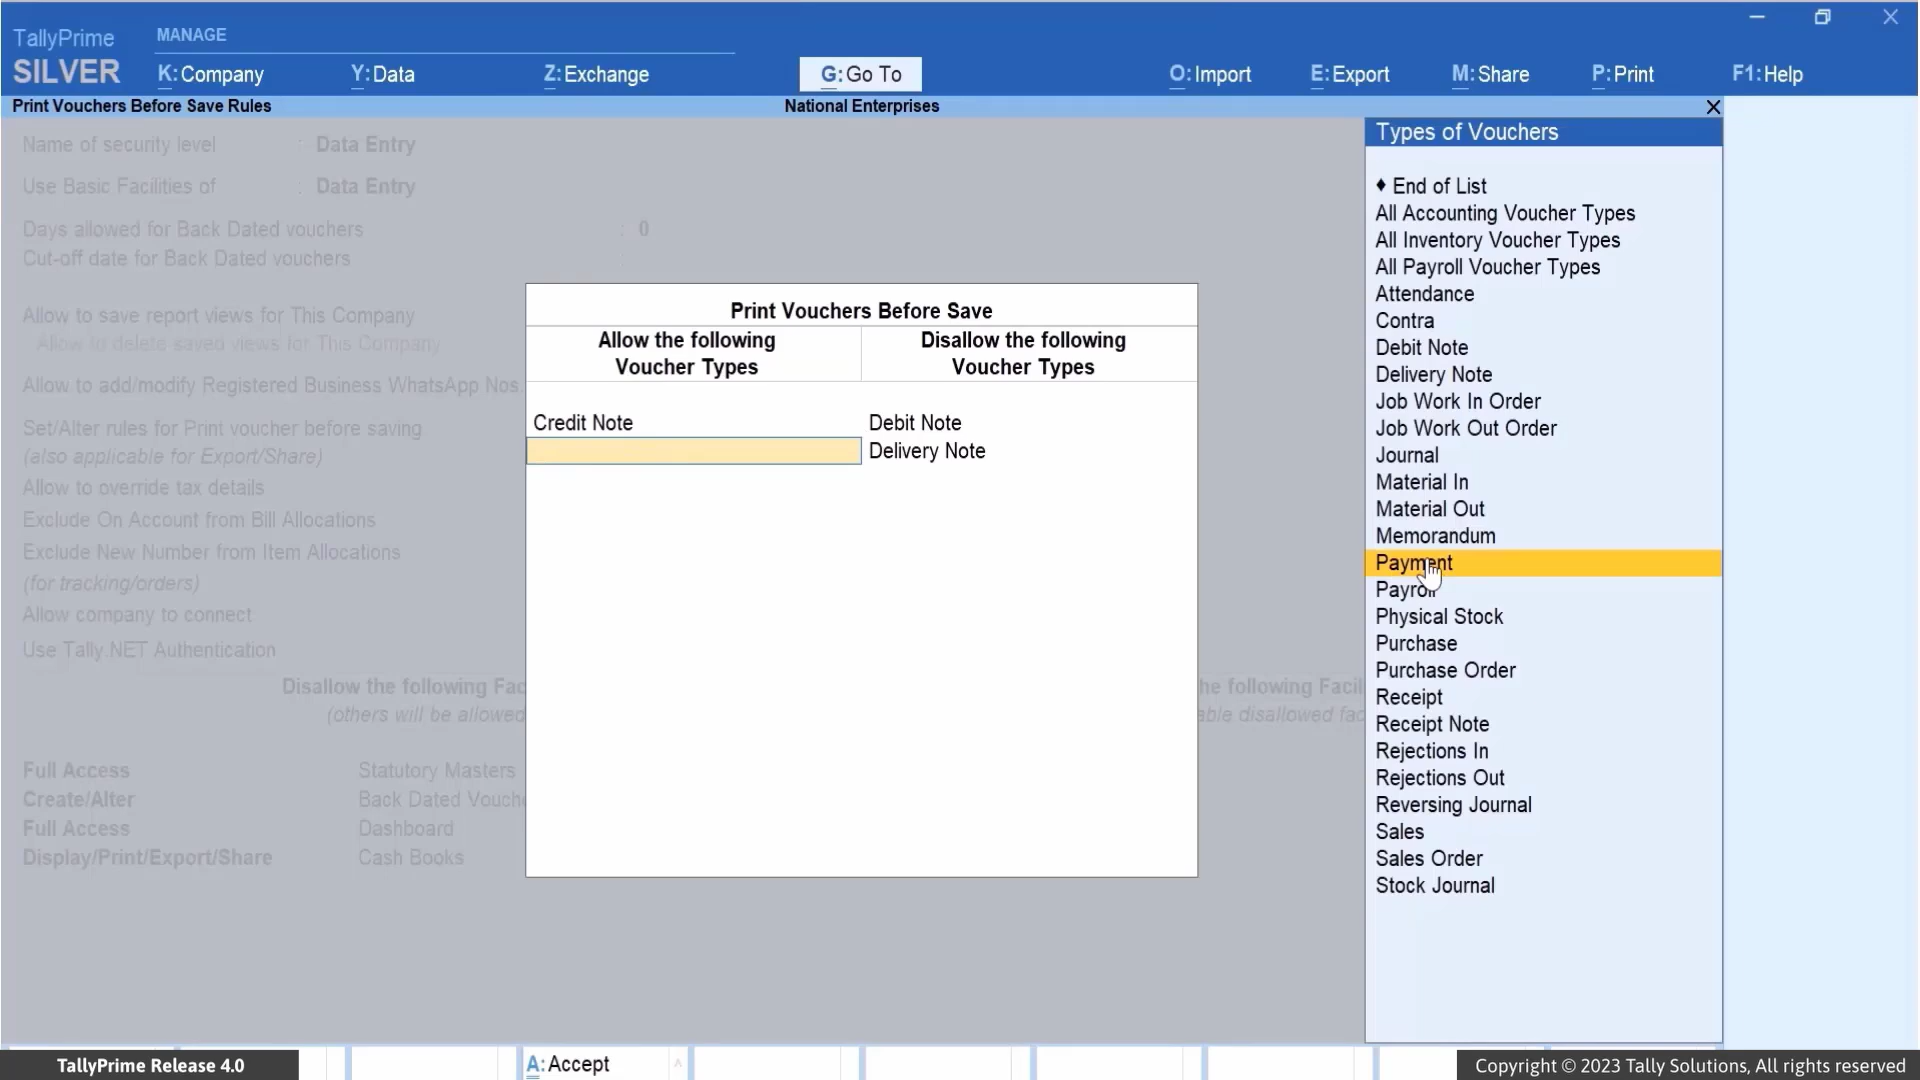 TallyPrime
SILVER
MANAGE
K:Company
Y:Data
Z:Exchange
G:Go To
O:Import
E:Export
M:Share
P:Print
F1:Help
Print Vouchers Before Save Rules
National Enterprises
X
Name of security level : Data Entry
Use Basic Facilities of : Data Entry
Days allowed for Back Dated vouchers : 0
Cut-off date for Back Dated vouchers :
Allow to save report views for This Company
Allow to delete saved views for This Company
Allow to add/modify Registered Business WhatsApp Nos.
Set/Alter rules for Print voucher before saving
(also applicable for Export/Share)
Allow to override tax details
Exclude On Account from Bill Allocations
Exclude New Number from Item Allocations
(for tracking/orders)
Allow company to connect
Use Tally.NET Authentication
Disallow the following Fac
(others will be allowed
he following Facil
able disallowed fac
Full Access Statutory Masters
Create/Alter Back Dated Vouche
Full Access Dashboard
Display/Print/Export/Share Cash Books
Print Vouchers Before Save
Allow the following
Voucher Types
Disallow the following
Voucher Types
Credit Note
Debit Note
Delivery Note
Types of Vouchers
♦ End of List
All Accounting Voucher Types
All Inventory Voucher Types
All Payroll Voucher Types
Attendance
Contra
Debit Note
Delivery Note
Job Work In Order
Job Work Out Order
Journal
Material In
Material Out
Memorandum
Payment
Payroll
Physical Stock
Purchase
Purchase Order
Receipt
Receipt Note
Rejections In
Rejections Out
Reversing Journal
Sales
Sales Order
Stock Journal
TallyPrime Release 4.0
A:Accept
Copyright © 2023 Tally Solutions, All rights reserved